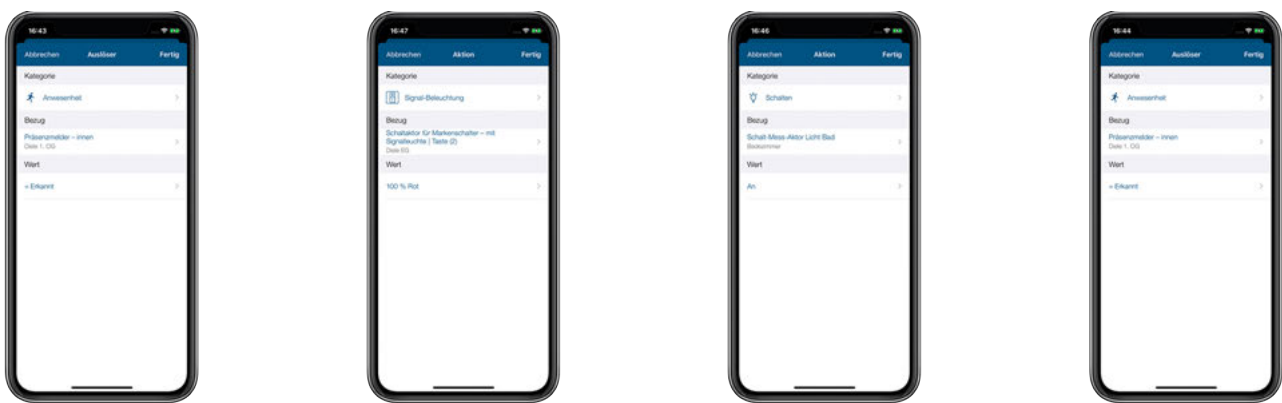 16:43
Abbrechen Auslöser Fertig
Kategorie
Anwesenheit
Bezug
Präsenzmelder – innen
Diele 1. OG
Wert
= Erkannt
16:47
Abbrechen Aktion Fertig
Kategorie
Signal-Beleuchtung
Bezug
Schaltaktor für Markenschalter – mit
Signalleuchte | Taste (2)
Diele EG
Wert
100 % Rot
16:46
Abbrechen Aktion Fertig
Kategorie
Schalten
Bezug
Schalt-Mess-Aktor Licht Bad
Badezimmer
Wert
An
16:44
Abbrechen Auslöser Fertig
Kategorie
Anwesenheit
Bezug
Präsenzmelder – innen
Diele 1. OG
Wert
= Erkannt